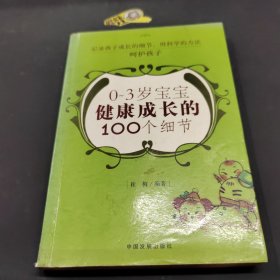 记录孩子成长的细节，用科学的方法
呵护孩子
0-3岁宝宝
健康成长的
100个细节
中国发展出版社